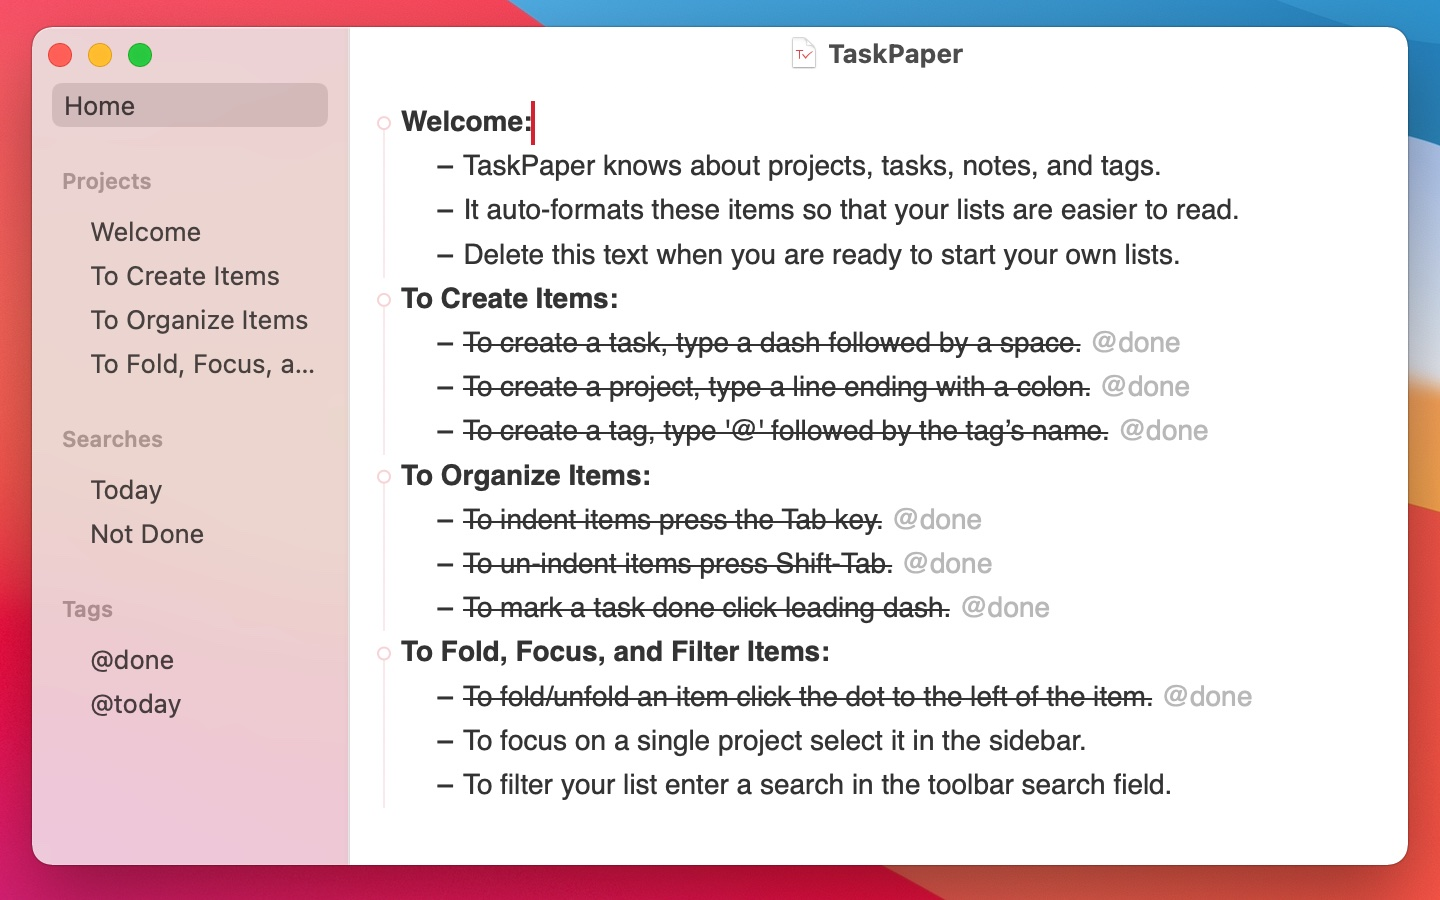 Home
Projects
Welcome
To Create Items
To Organize Items
To Fold, Focus, a...
Searches
Today
Not Done
Tags
@done
@today
TaskPaper
Welcome:
– TaskPaper knows about projects, tasks, notes, and tags.
– It auto-formats these items so that your lists are easier to read.
– Delete this text when you are ready to start your own lists.
To Create Items:
– To create a task, type a dash followed by a space. @done
– To create a project, type a line ending with a colon. @done
– To create a tag, type '@' followed by the tag’s name. @done
To Organize Items:
– To indent items press the Tab key. @done
– To un-indent items press Shift-Tab. @done
– To mark a task done click leading dash. @done
To Fold, Focus, and Filter Items:
– To fold/unfold an item click the dot to the left of the item. @done
– To focus on a single project select it in the sidebar.
– To filter your list enter a search in the toolbar search field.